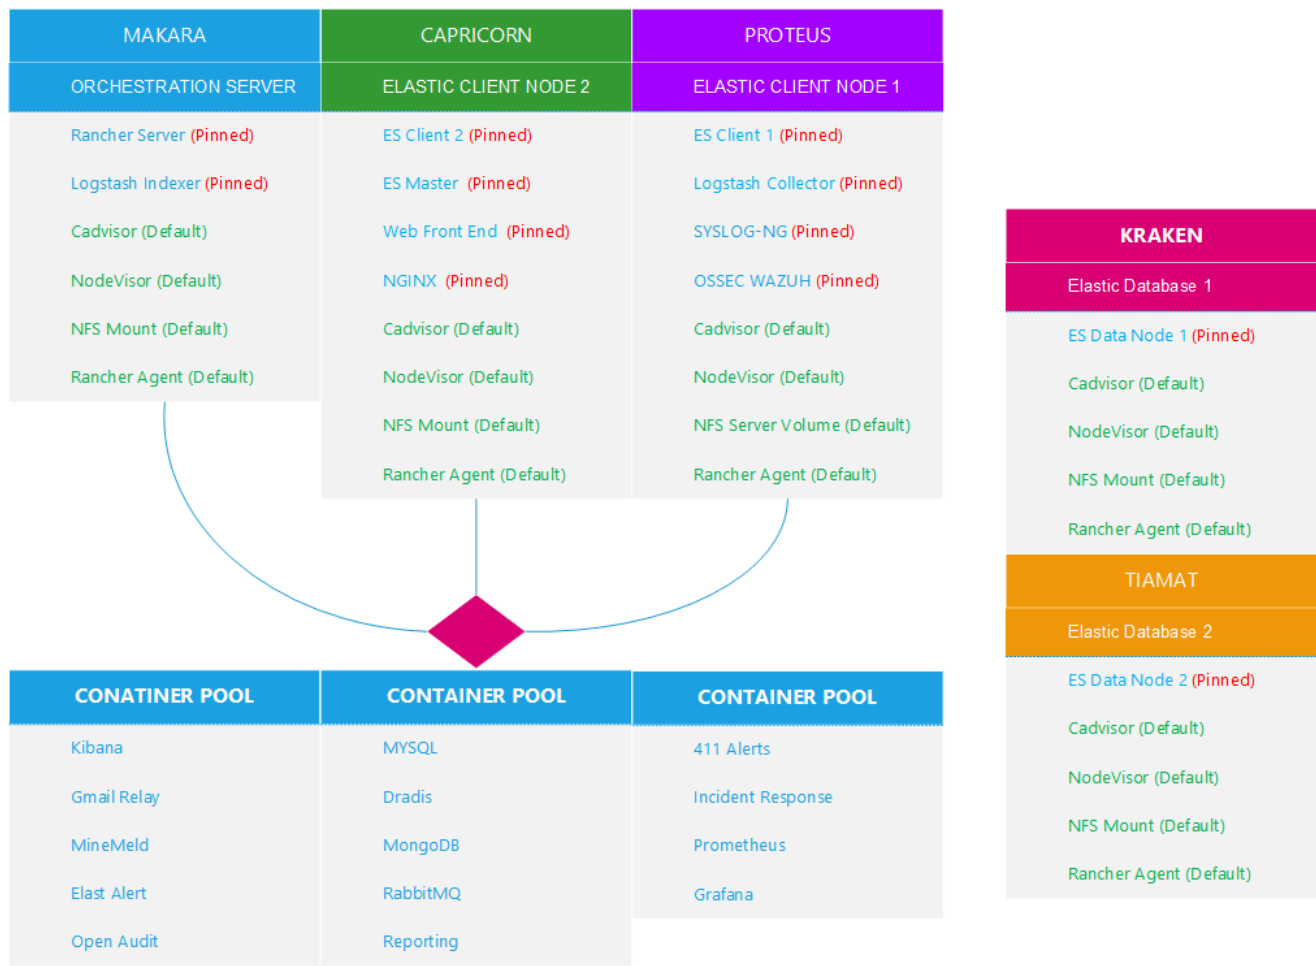 MAKARA
ORCHESTRATION SERVER
Rancher Server (Pinned)
Logstash Indexer (Pinned)
Cadvisor (Default)
NodeVisor (Default)
NFS Mount (Default)
Rancher Agent (Default)
CAPRICORN
ELASTIC CLIENT NODE 2
ES Client 2 (Pinned)
ES Master (Pinned)
Web Front End (Pinned)
NGINX (Pinned)
Cadvisor (Default)
NodeVisor (Default)
NFS Mount (Default)
Rancher Agent (Default)
PROTEUS
ELASTIC CLIENT NODE 1
ES Client 1 (Pinned)
Logstash Collector (Pinned)
SYSLOG-NG (Pinned)
OSSEC WAZUH (Pinned)
Cadvisor (Default)
NodeVisor (Default)
NFS Server Volume (Default)
Rancher Agent (Default)
KRAKEN
Elastic Database 1
ES Data Node 1 (Pinned)
Cadvisor (Default)
NodeVisor (Default)
NFS Mount (Default)
Rancher Agent (Default)
TIAMAT
Elastic Database 2
ES Data Node 2 (Pinned)
Cadvisor (Default)
NodeVisor (Default)
NFS Mount (Default)
Rancher Agent (Default)
CONATINER POOL
Kibana
Gmail Relay
MineMeld
Elast Alert
Open Audit
CONTAINER POOL
MYSQL
Dradis
MongoDB
RabbitMQ
Reporting
CONTAINER POOL
411 Alerts
Incident Response
Prometheus
Grafana